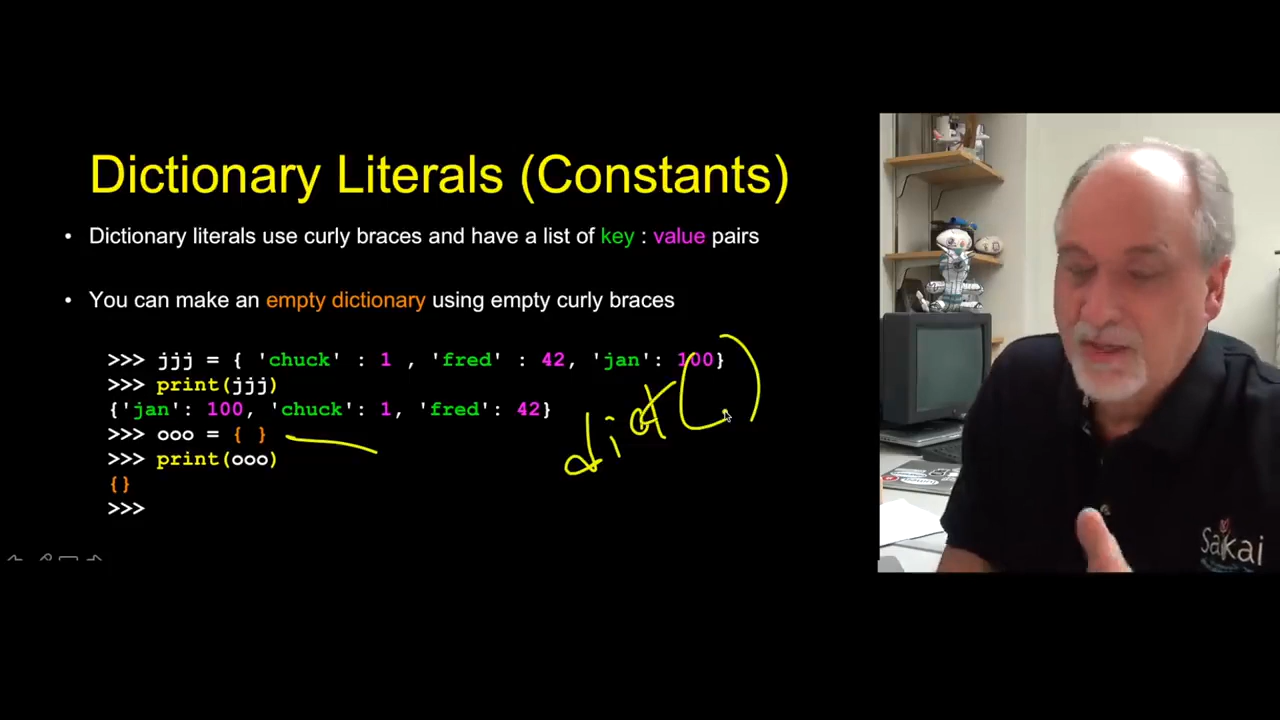 Dictionary Literals (Constants)
• Dictionary literals use curly braces and have a list of key : value pairs
• You can make an empty dictionary using empty curly braces
>>> jjj = { 'chuck' : 1 , 'fred' : 42, 'jan': 100}
>>> print(jjj)
{'jan': 100, 'chuck': 1, 'fred': 42}
>>> ooo = { }
>>> print(ooo)
{}
>>>
dict()
Sakai